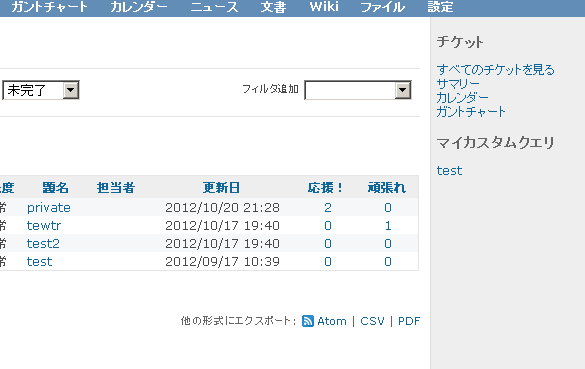 ガントチャート カレンダー ニュース 文書 Wiki ファイル 設定
未完了 フィルタ追加
度 題名 担当者 更新日 応援！ 頑張れ
常 private 2012/10/20 21:28 2 0
常 tewtr 2012/10/17 19:40 0 1
常 test2 2012/10/17 19:40 0 0
常 test 2012/09/17 10:39 0 0
他の形式にエクスポート: Atom | CSV | PDF
チケット
すべてのチケットを見る
サマリー
カレンダー
ガントチャート
マイカスタムクエリ
test